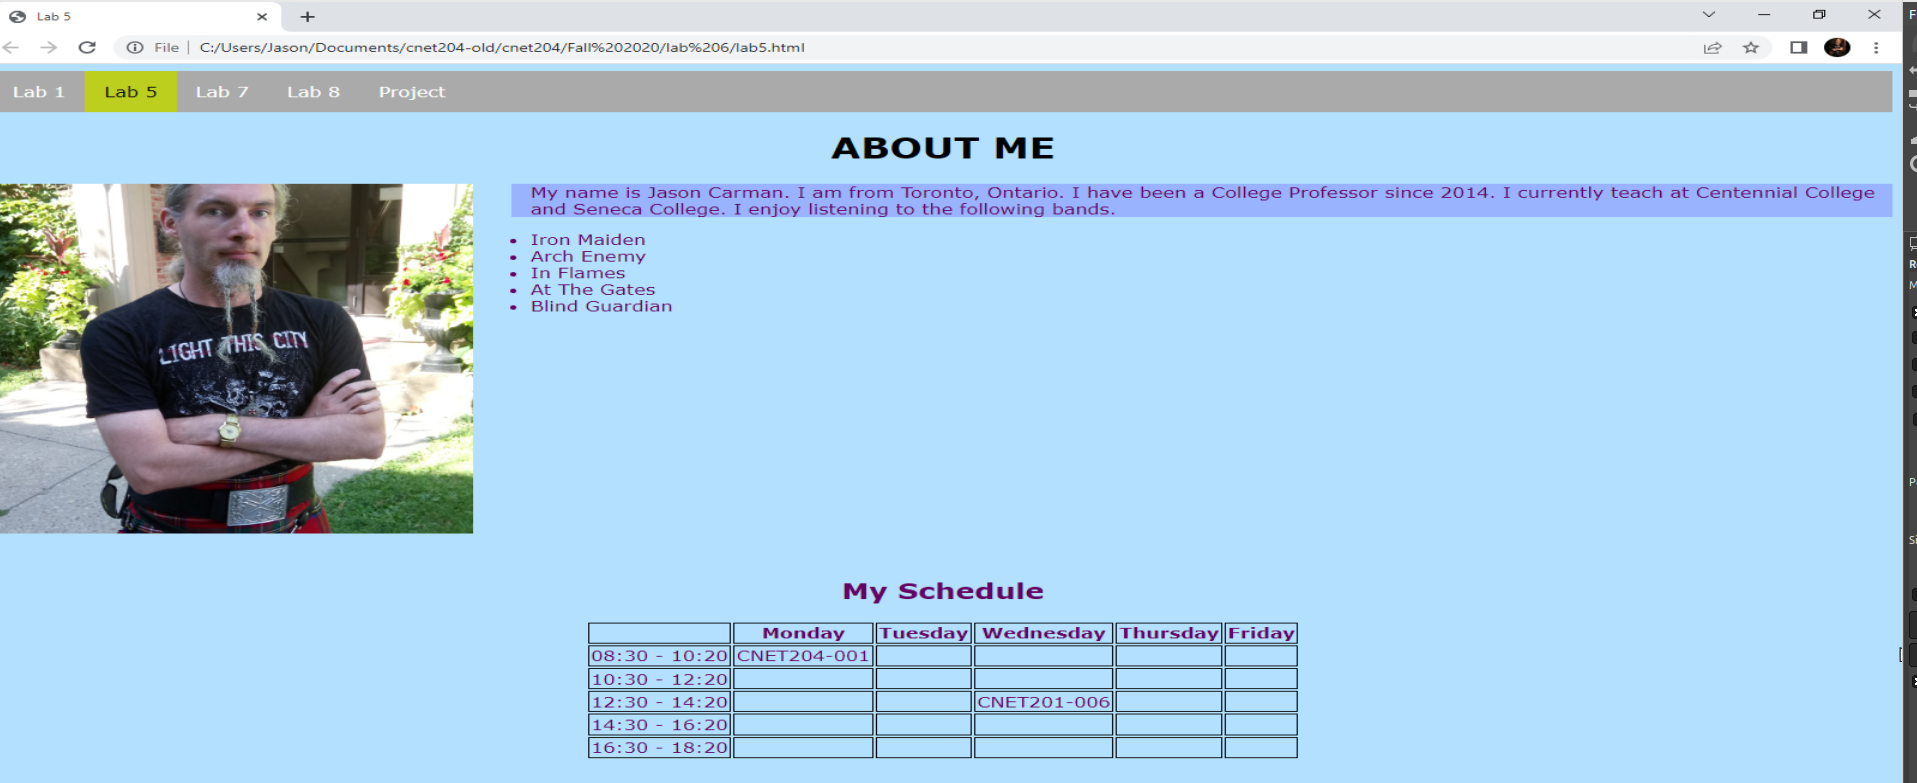 Lab 5
File
C:/Users/Jason/Documents/cnet204-old/cnet204/Fall%202020/lab%206/lab5.html
Lab 1 Lab 5 Lab 7 Lab 8 Project
ABOUT ME
My name is Jason Carman. I am from Toronto, Ontario. I have been a College Professor since 2014. I currently teach at Centennial College
and Seneca College. I enjoy listening to the following bands.
Iron Maiden
Arch Enemy
In Flames
At The Gates
Blind Guardian
LIGHT THIS CITY
My Schedule
Monday Tuesday Wednesday Thursday Friday
08:30 - 10:20 CNET204-001
10:30 - 12:20
12:30 - 14:20 CNET201-006
14:30 - 16:20
16:30 - 18:20